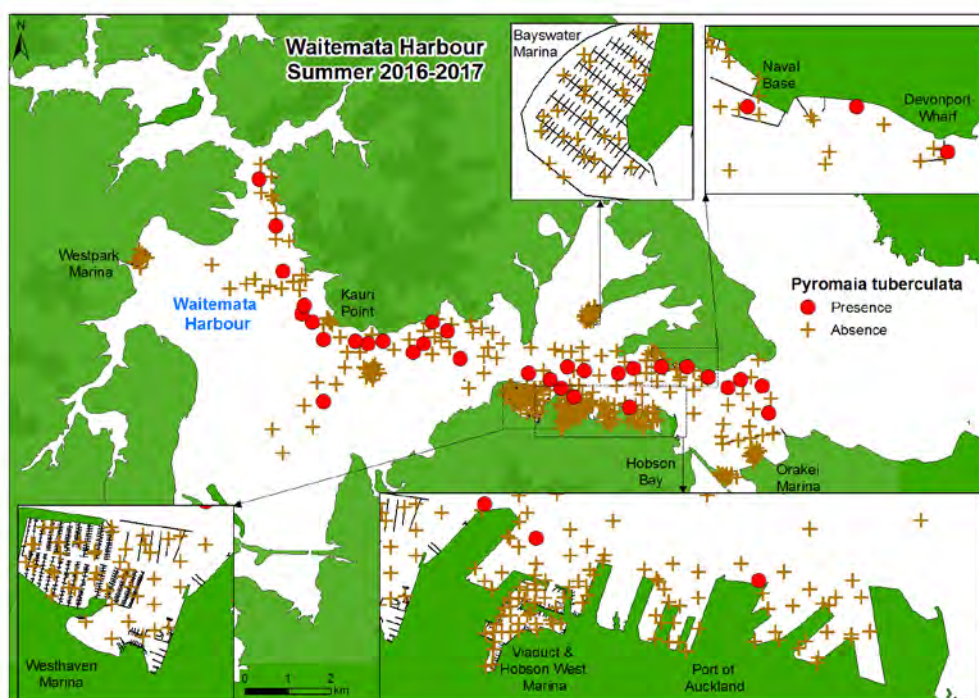 N
Waitemata Harbour
Summer 2016-2017
Bayswater
Marina
Naval
Base
Devonport
Wharf
Westpark
Marina
Waitemata
Harbour
Kauri
Point
Pyromaia tuberculata
Presence
Absence
Hobson
Bay
Orakei
Marina
Westhaven
Marina
0 1 2
km
Viaduct &
Hobson West
Marina
Port of
Auckland